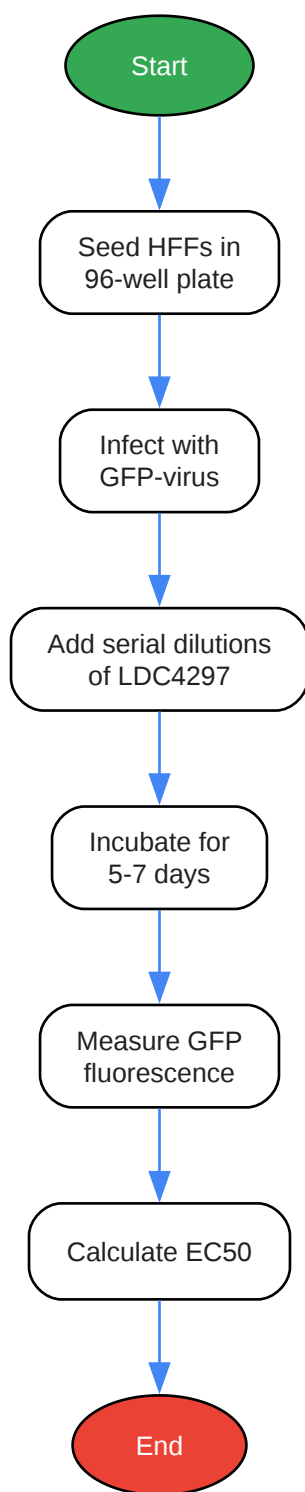 Start
Seed HFFs in
96-well plate
Infect with
GFP-virus
Add serial dilutions
of LDC4297
Incubate for
5-7 days
Measure GFP
fluorescence
Calculate EC50
End